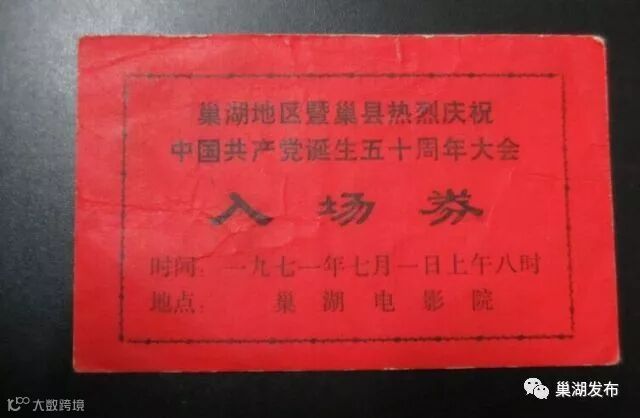 巢湖地区暨巢县热烈庆祝
中国共产党诞生五十周年大会
入场券
时间：一九七一年七月一日上午八时
地点：巢湖电影院
大数跨境
巢湖发布